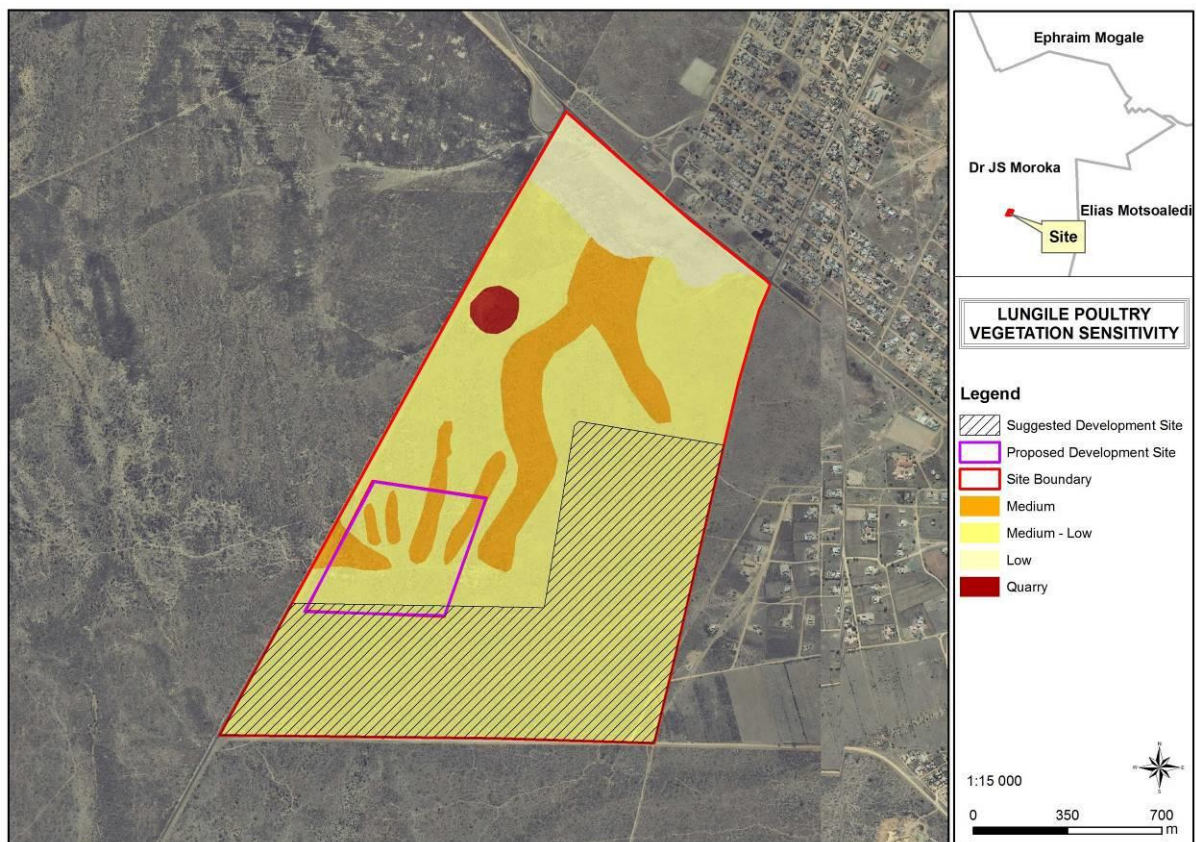 Ephraim Mogale
Dr JS Moroka
Elias Motsoaledi
Site
LUNGILE POULTRY
VEGETATION SENSITIVITY
Legend
Suggested Development Site
Proposed Development Site
Site Boundary
Medium
Medium - Low
Low
Quarry
N
W E
S
1:15 000
0 350 700
m